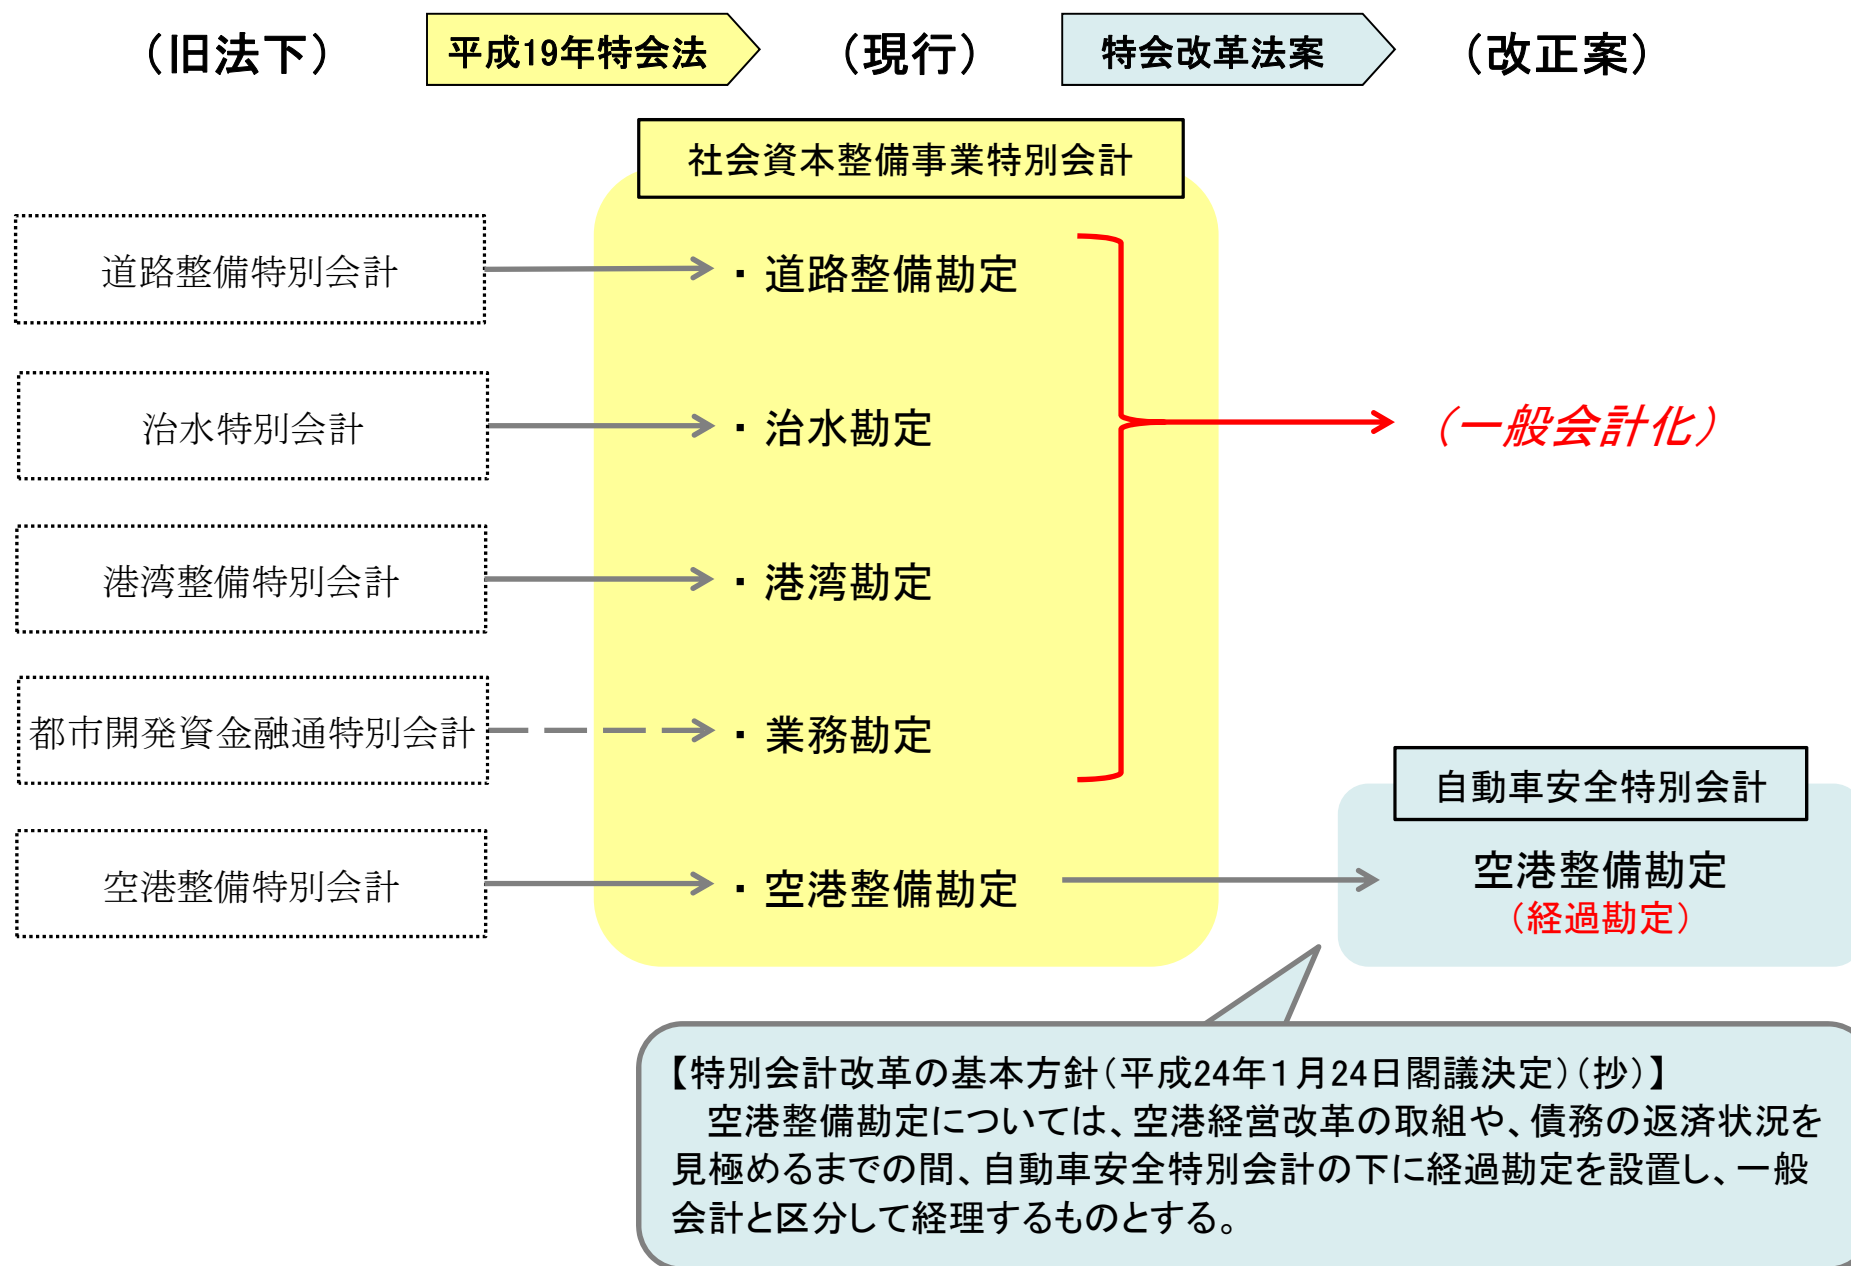 （旧法下）
平成19年特会法
（現行）
特会改革法案
（改正案）
社会資本整備事業特別会計
道路整備特別会計
・道路整備勘定
治水特別会計
・治水勘定
（一般会計化）
港湾整備特別会計
・港湾勘定
都市開発資金融通特別会計
・業務勘定
自動車安全特別会計
空港整備特別会計
・空港整備勘定
空港整備勘定
（経過勘定）
【特別会計改革の基本方針（平成24年１月24日閣議決定）（抄）】
空港整備勘定については、空港経営改革の取組や、債務の返済状況を
見極めるまでの間、自動車安全特別会計の下に経過勘定を設置し、一般
会計と区分して経理するものとする。